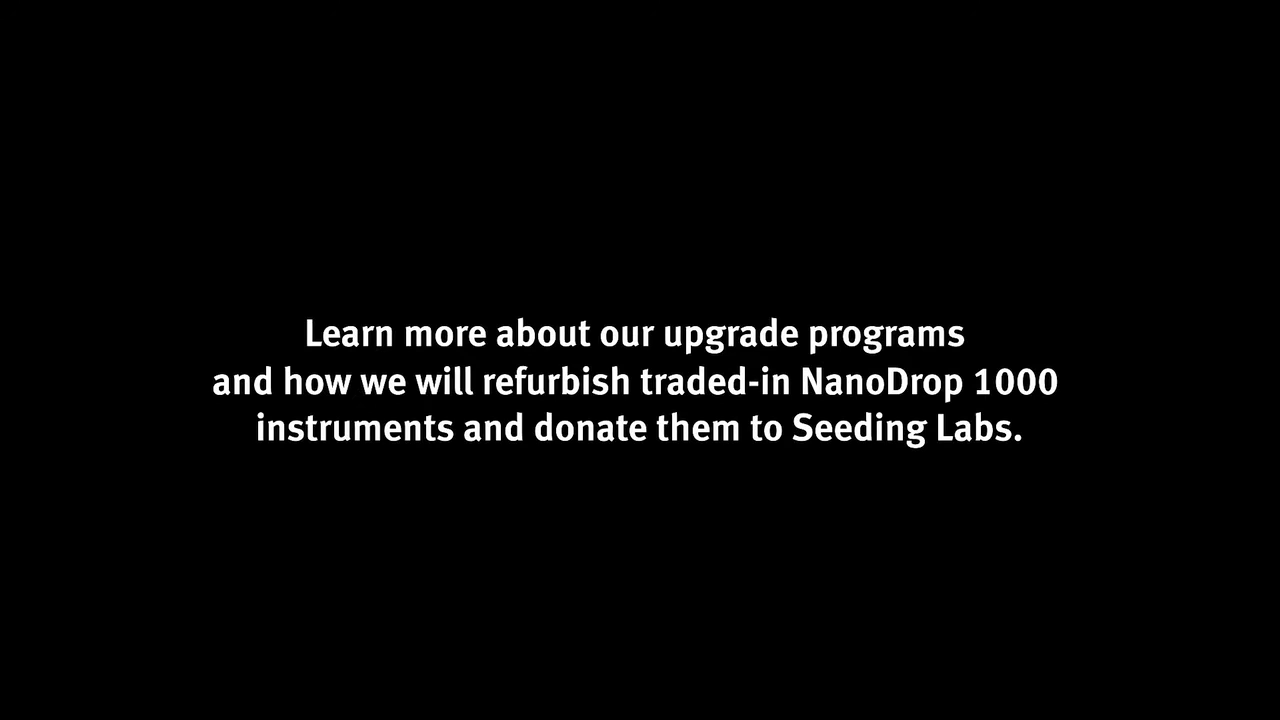 Learn more about our upgrade programs
and how we will refurbish traded-in NanoDrop 1000
instruments and donate them to Seeding Labs.